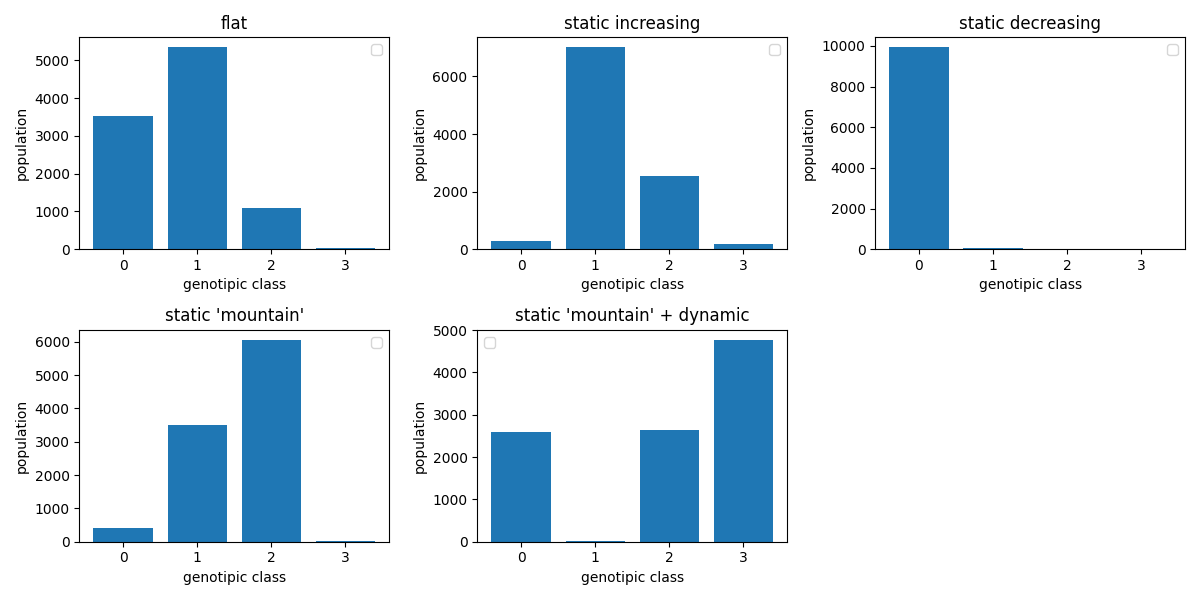 flat
5000
4000
3000
2000
1000
0
population
0 1 2 3
genotipic class
static increasing
6000
4000
2000
0
population
0 1 2 3
genotipic class
static decreasing
10000
8000
6000
4000
2000
0
population
0 1 2 3
genotipic class
static 'mountain'
6000
5000
4000
3000
2000
1000
0
population
0 1 2 3
genotipic class
static 'mountain' + dynamic
5000
4000
3000
2000
1000
0
population
0 1 2 3
genotipic class